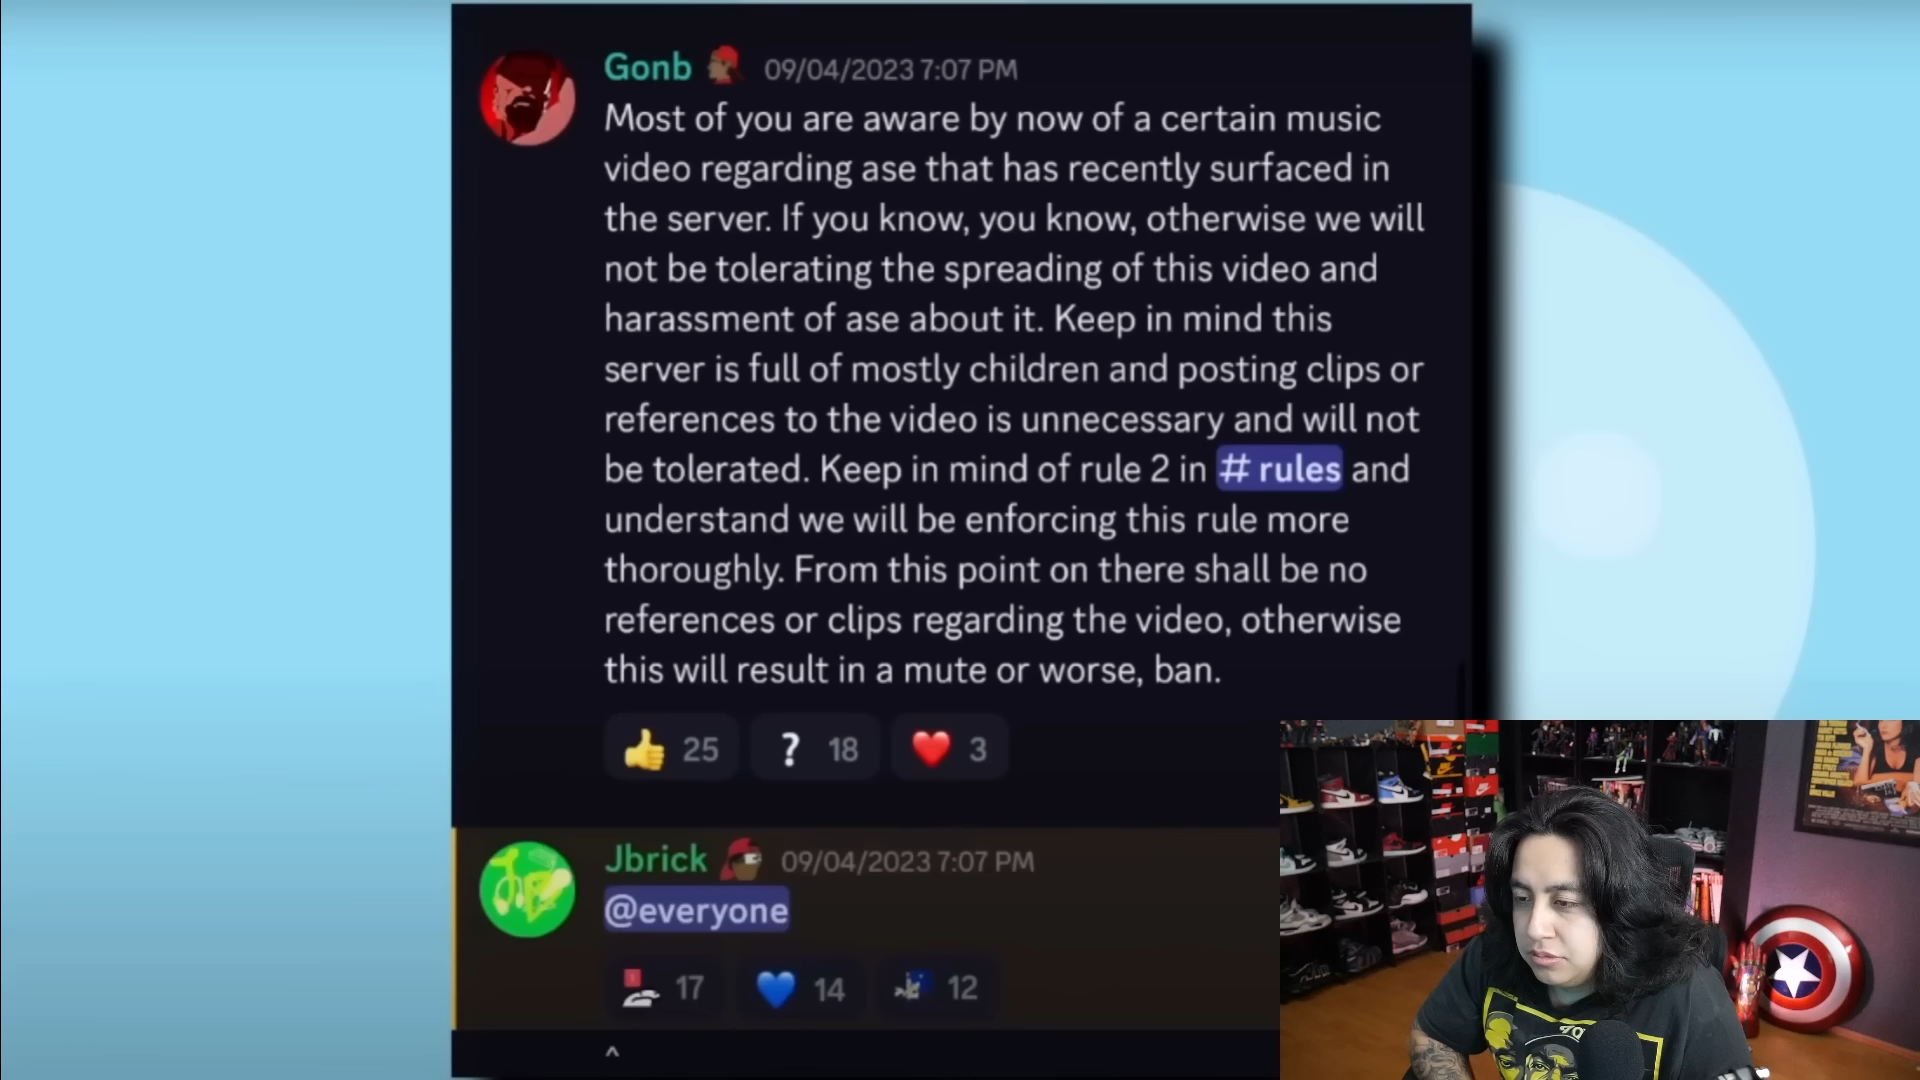 Gonb 09/04/2023 7:07 PM
Most of you are aware by now of a certain music
video regarding ase that has recently surfaced in
the server. If you know, you know, otherwise we will
not be tolerating the spreading of this video and
harassment of ase about it. Keep in mind this
server is full of mostly children and posting clips or
references to the video is unnecessary and will not
be tolerated. Keep in mind of rule 2 in # rules and
understand we will be enforcing this rule more
thoroughly. From this point on there shall be no
references or clips regarding the video, otherwise
this will result in a mute or worse, ban.
25 ? 18 3
Jbrick 09/04/2023 7:07 PM
@everyone
17 14 12